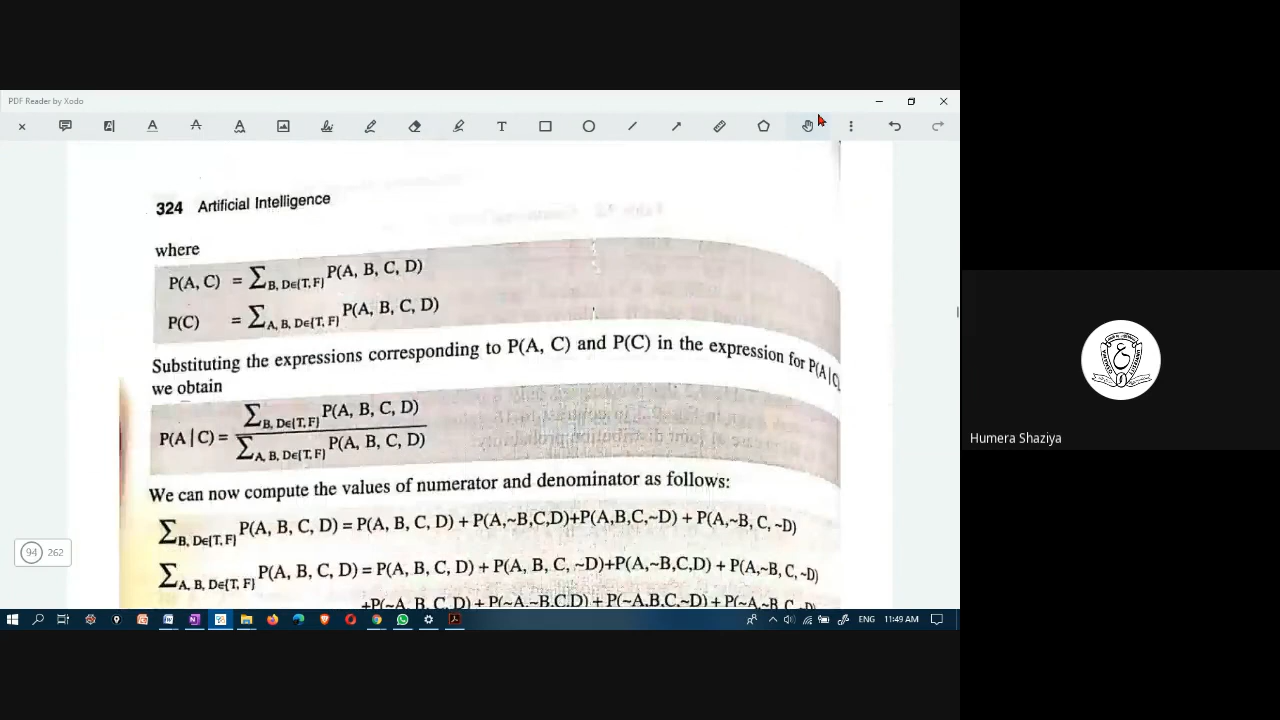 PDF Reader by Xodo
324 Artificial Intelligence
where
P(A, C) = ∑B, D∈{T, F} P(A, B, C, D)
P(C) = ∑A, B, D∈{T, F} P(A, B, C, D)
Substituting the expressions corresponding to P(A, C) and P(C) in the expression for P(A|C)
we obtain
P(A | C) = ∑B, D∈{T, F} P(A, B, C, D)
∑A, B, D∈{T, F} P(A, B, C, D)
We can now compute the values of numerator and denominator as follows:
∑B, D∈{T, F} P(A, B, C, D) = P(A, B, C, D) + P(A,~B,C,D)+P(A,B,C,~D) + P(A,~B, C, ~D)
∑A, B, D∈{T, F} P(A, B, C, D) = P(A, B, C, D) + P(A, B, C, ~D)+P(A,~B,C,D) + P(A,~B, C, ~D)
+P(~A, B, C, D) + P(~A,~B,C,D) + P(~A,B,C,~D) + P(~A,~B, C, ~D)
94 262
Humera Shaziya
ENG 11:49 AM